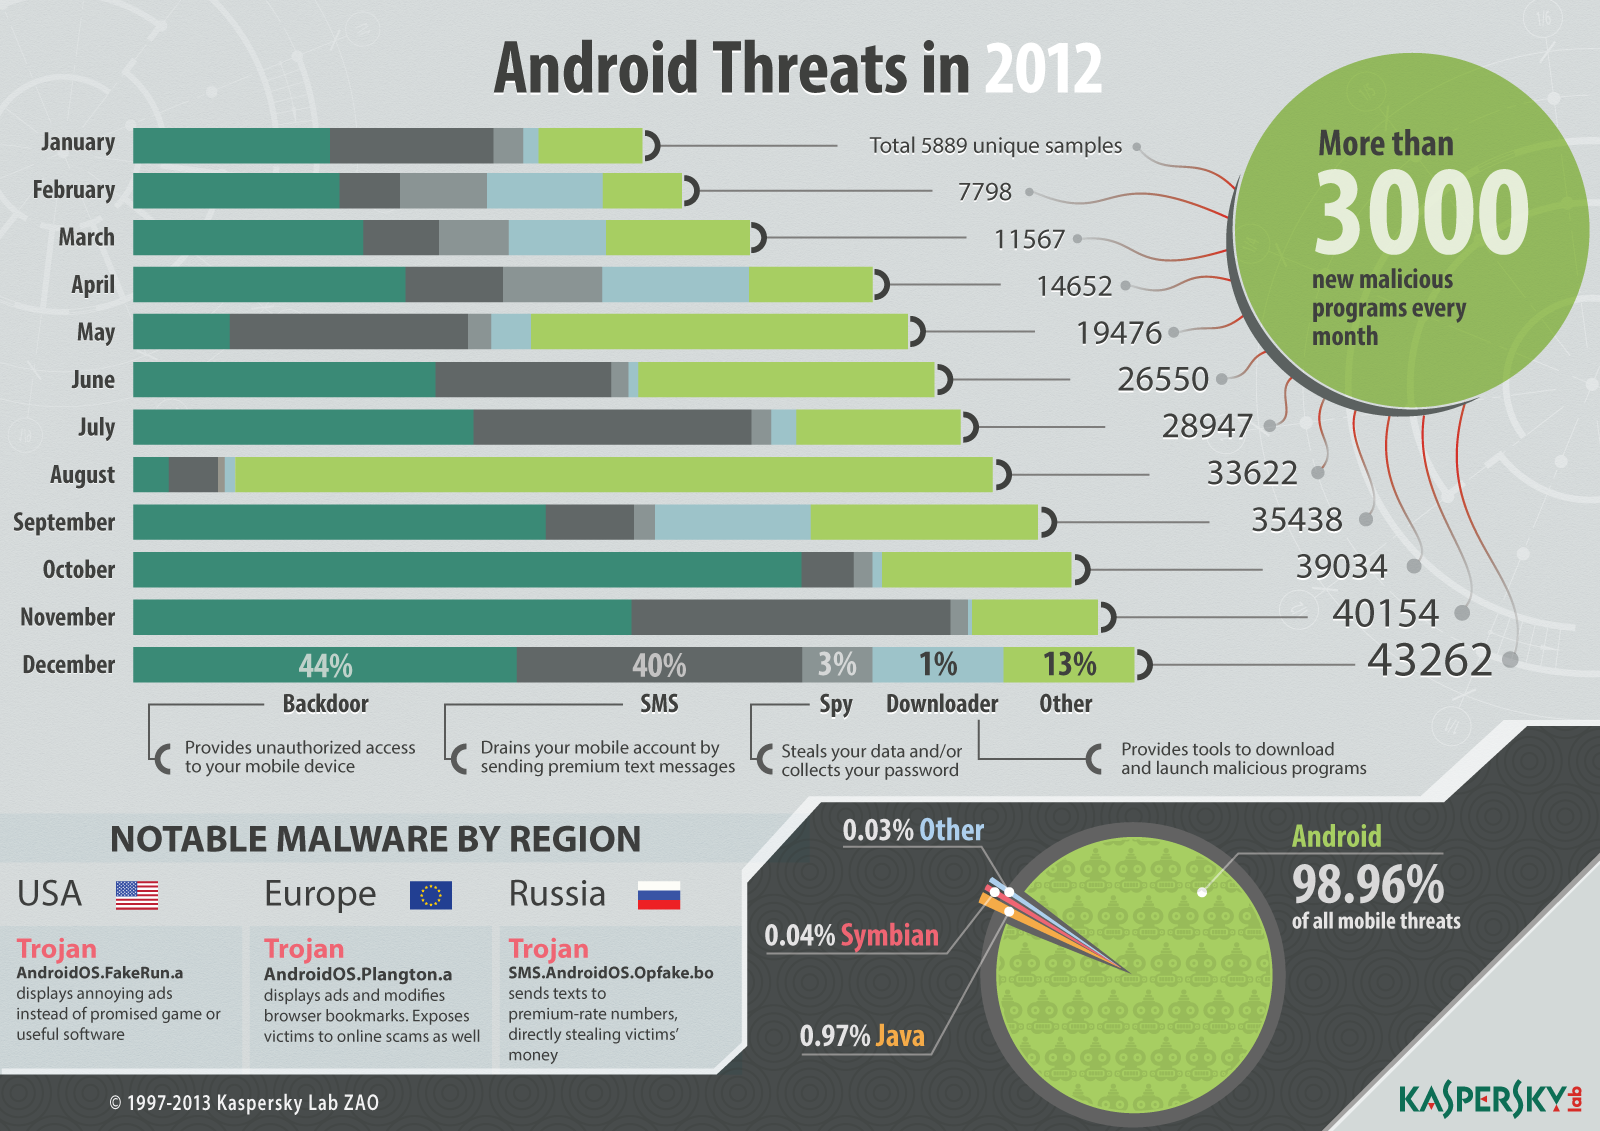 Android Threats in 2012
January
Total 5889 unique samples
February
7798
March
11567
April
14652
May
19476
June
26550
July
28947
August
33622
September
35438
October
39034
November
40154
December
44%
40%
3%
1%
13%
43262
More than
3000
new malicious
programs every
month
Backdoor
SMS
Spy
Downloader
Other
Provides unauthorized access
to your mobile device
Drains your mobile account by
sending premium text messages
Steals your data and/or
collects your password
Provides tools to download
and launch malicious programs
NOTABLE MALWARE BY REGION
USA
Trojan
AndroidOS.FakeRun.a
displays annoying ads
instead of promised game or
useful software
Europe
Trojan
AndroidOS.Plangton.a
displays ads and modifies
browser bookmarks. Exposes
victims to online scams as well
Russia
Trojan
SMS.AndroidOS.Opfake.bo
sends texts to
premium-rate numbers,
directly stealing victims'
money
0.03% Other
0.04% Symbian
0.97% Java
Android
98.96%
of all mobile threats
© 1997-2013 Kaspersky Lab ZAO
KASPERSKY lab